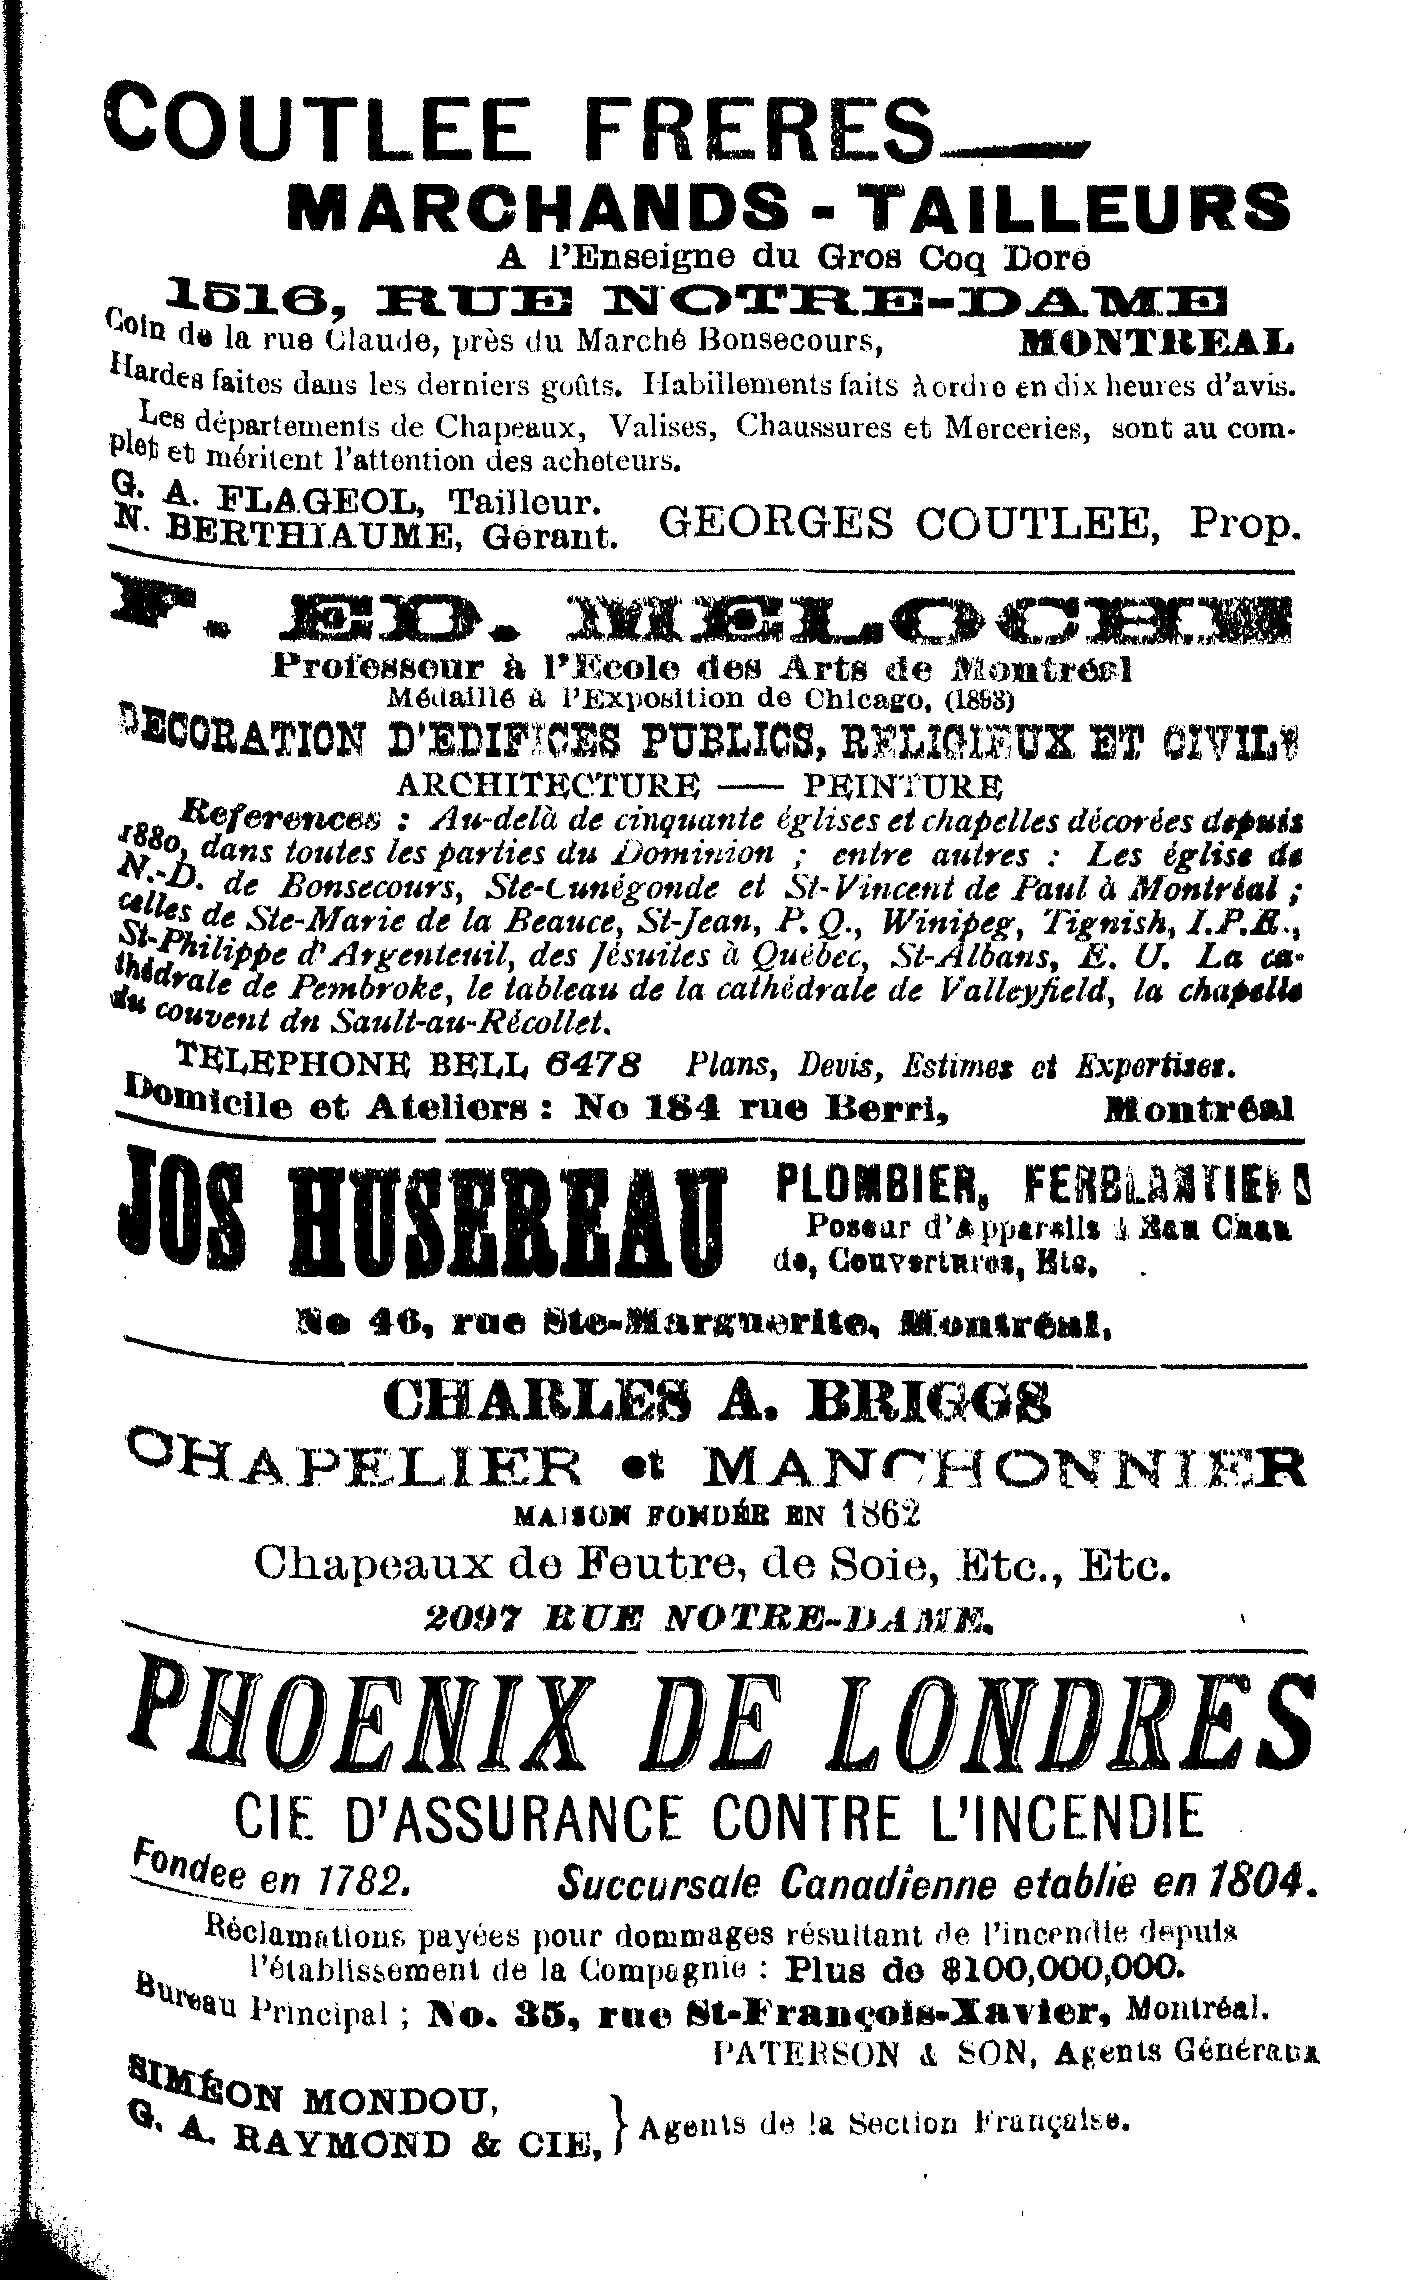 COUTLEE FRERES
MARCHANDS - TAILLEURS
A l'Enseigne du Gros Coq Doré
1516, RUE NOTRE-DAME
Coin de la rue Claude, près du Marché Bonsecours, MONTREAL
Hardes faites dans les derniers goûts. Habillements faits à ordre en dix heures d'avis.
Les départements de Chapeaux, Valises, Chaussures et Merceries, sont au com-
plet et méritent l'attention des acheteurs.
G. A. FLAGEOL, Tailleur.
N. BERTHIAUME, Gérant. GEORGES COUTLEE, Prop.
F. ED. MELOCHE
Professeur à l'Ecole des Arts de Montréal
Médaillé à l'Exposition de Chicago, (1893)
DECORATION D'EDIFICES PUBLICS, RELIGIEUX ET CIVILS
ARCHITECTURE — PEINTURE
References : Au-delà de cinquante églises et chapelles décorées depuis
1880, dans toutes les parties du Dominion ; entre autres : Les église de
N.-D. de Bonsecours, Ste-Cunégonde et St-Vincent de Paul à Montréal ;
celles de Ste-Marie de la Beauce, St-Jean, P. Q., Winipeg, Tignish, I.P.E.,
St-Philippe d'Argenteuil, des Jésuites à Québec, St-Albans, E. U. La ca-
thédrale de Pembroke, le tableau de la cathédrale de Valleyfield, la chapelle
du couvent dn Sault-au-Récollet.
TELEPHONE BELL 6478 Plans, Devis, Estimes et Expertises.
Domicile et Ateliers : No 184 rue Berri, Montréal
JOS HUSEREAU PLOMBIER, FERBLANTIER
Poseur d'Appareils à Eau Chau
de, Couvertures, Etc.
No 46, rue Ste-Marguerite, Montréal.
CHARLES A. BRIGGS
CHAPELIER et MANCHONNIER
MAISON FONDÉE EN 1862
Chapeaux de Feutre, de Soie, Etc., Etc.
2097 RUE NOTRE-DAME.
PHOENIX DE LONDRES
CIE D'ASSURANCE CONTRE L'INCENDIE
Fondee en 1782. Succursale Canadienne etablie en 1804.
Réclamations payées pour dommages résultant de l'incendie depuis
l'établissement de la Compagnie : Plus de $100,000,000.
Bureau Principal ; No. 35, rue St-François-Xavier, Montréal.
PATERSON & SON, Agents Généraux
SIMÉON MONDOU,
G. A. RAYMOND & CIE, } Agents de la Section Française.